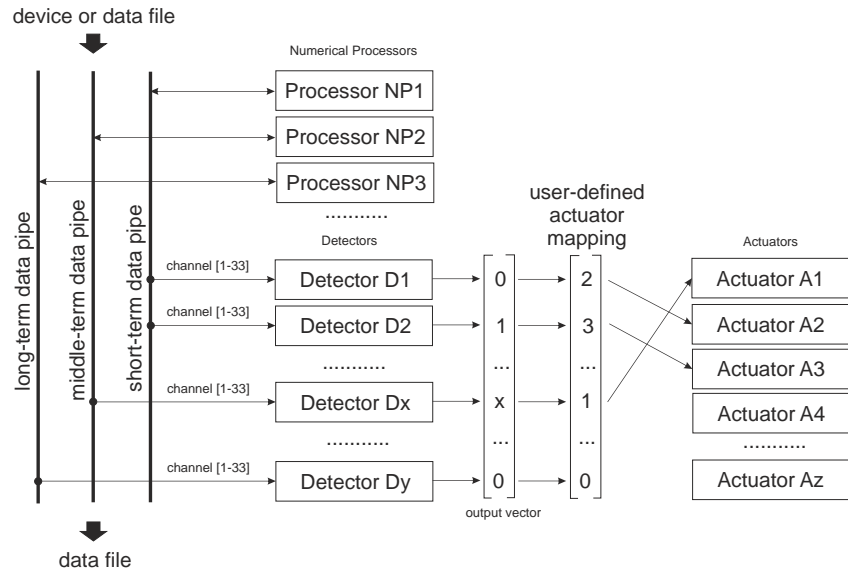 device or data file
Numerical Processors
Processor NP1
Processor NP2
Processor NP3
...........
long-term data pipe
middle-term data pipe
short-term data pipe
Detectors
channel [1-33]
Detector D1
channel [1-33]
Detector D2
...........
channel [1-33]
Detector Dx
...........
channel [1-33]
Detector Dy
0
1
...
x
...
0
output vector
user-defined
actuator
mapping
2
3
...
1
...
0
Actuators
Actuator A1
Actuator A2
Actuator A3
Actuator A4
...........
Actuator Az
data file